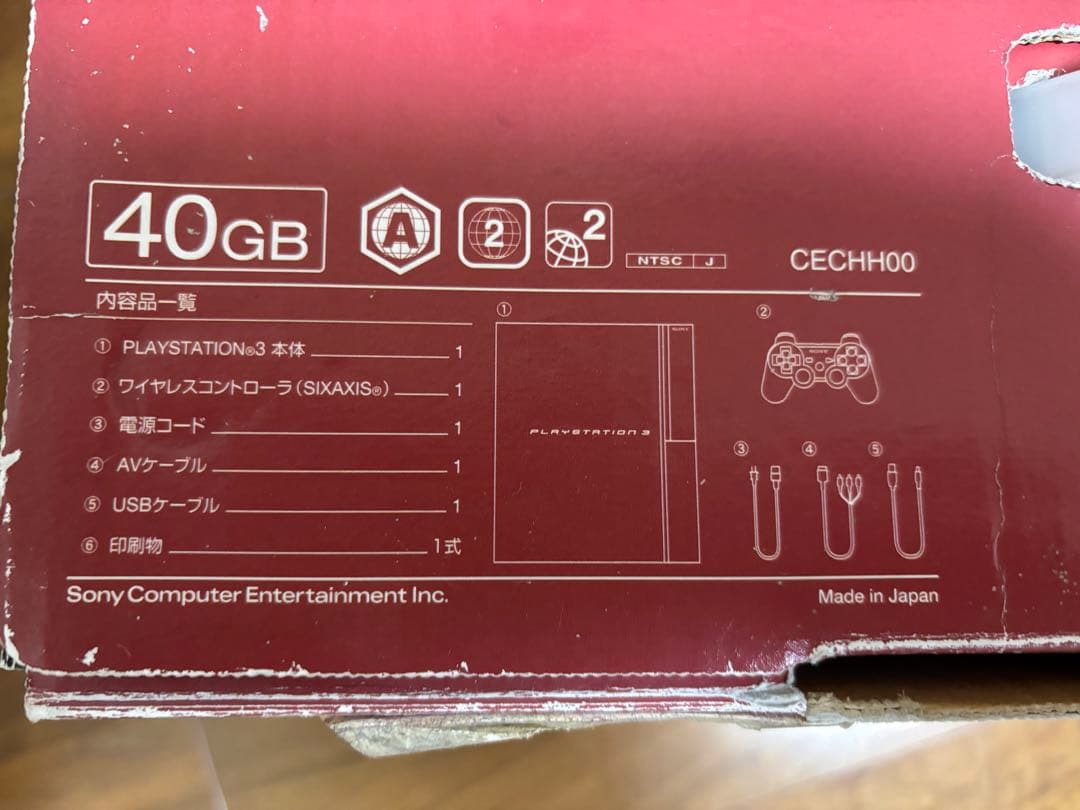 40GB A 2 2 NTSC J CECHH00
内容品一覧
① PLAYSTATION®3 本体 1
② ワイヤレスコントローラ(SIXAXIS®) 1
③ 電源コード 1
④ AVケーブル 1
⑤ USBケーブル 1
⑥ 印刷物 1式
①
SONY
PLAYSTATION 3
②
SONY
③ ④ ⑤
Sony Computer Entertainment Inc. Made in Japan